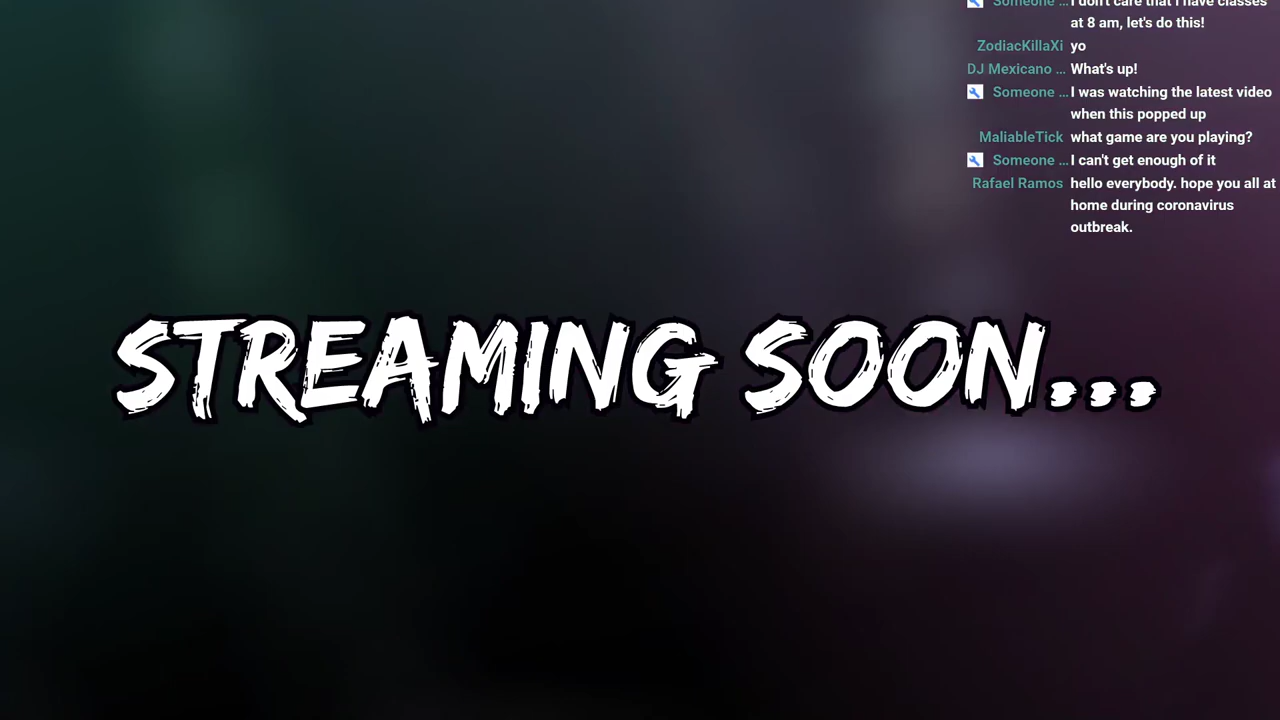 Someone … I don't care that I have classes
at 8 am, let's do this!
ZodiacKillaXi yo
DJ Mexicano … What's up!
Someone … I was watching the latest video
when this popped up
MaliableTick what game are you playing?
Someone … I can't get enough of it
Rafael Ramos hello everybody. hope you all at
home during coronavirus
outbreak.
STREAMING SOON...